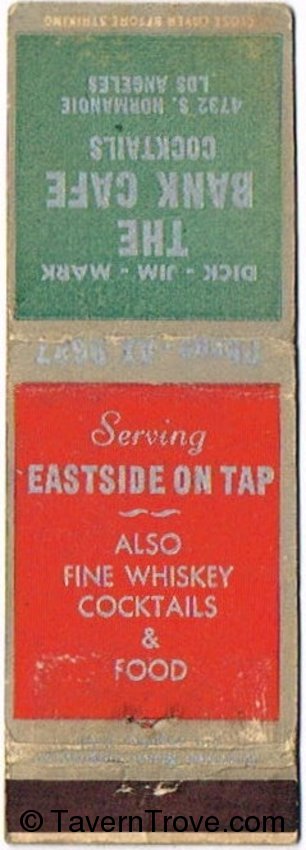 DICK - JIM - MARK
THE
BANK CAFE
COCKTAILS
4732 S. NORMANDIE
LOS ANGELES
CLOSE COVER BEFORE STRIKING
Phone
Serving
EASTSIDE ON TAP
ALSO
FINE WHISKEY
COCKTAILS
&
FOOD
© TavernTrove.com